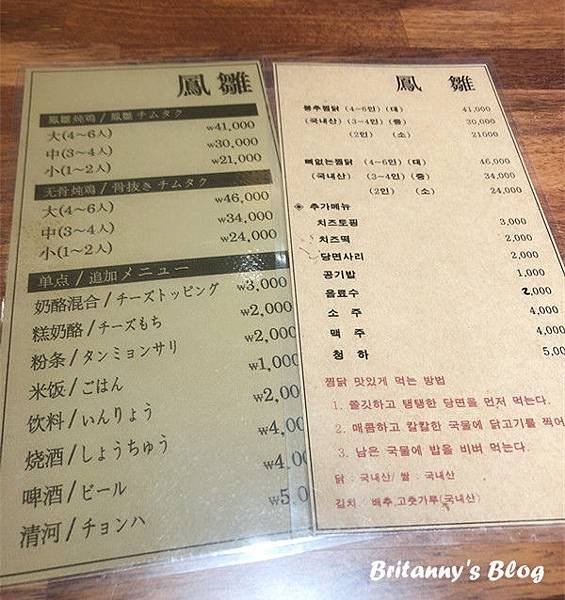 鳳雛
鳳雛炖鸡 / 鳳雛 チムタク
大(4~6人) ₩41,000
中(3~4人) ₩30,000
小(1~2人) ₩21,000
无骨炖鸡 / 骨抜き チムタク
大(4~6人) ₩46,000
中(3~4人) ₩34,000
小(1~2人) ₩24,000
单点 / 追加メニュー
奶酪混合 / チーズトッピング ₩3,000
糕奶酪 / チーズもち ₩2,000
粉条 / タンミョンサリ ₩2,000
米饭 / ごはん ₩1,000
饮料 / いんりょう ₩2,00
烧酒 / しょうちゅう ₩4,00
啤酒 / ビール ₩4,0
清河 / チョンハ ₩5,0
鳳 雛
봉추찜닭 (4~6인) (대) 41,000
(국내산) (3~4인) (중) 30,000
(2인) (소) 21000
뼈없는찜닭 (4~6인) (대) 46,000
(국내산) (3~4인) (중) 34,000
(2인) (소) 24,000
◈ 추가메뉴
치즈토핑 3,000
치즈떡 2,000
당면사리 2,000
공기밥 1,000
음료수 2,000
소 주 4,000
맥 주 4,000
청 하 5,00
찜닭 맛있게 먹는 방법
1. 쫄깃하고 탱탱한 당면을 먼저 먹는다.
2. 매콤하고 칼칼한 국물에 닭고기를 찍어
3. 남은 국물에 밥을 비벼 먹는다.
닭 : 국내산/ 쌀 : 국내산
김치 : 배추,고춧가루(국내산)
Britanny's Blog